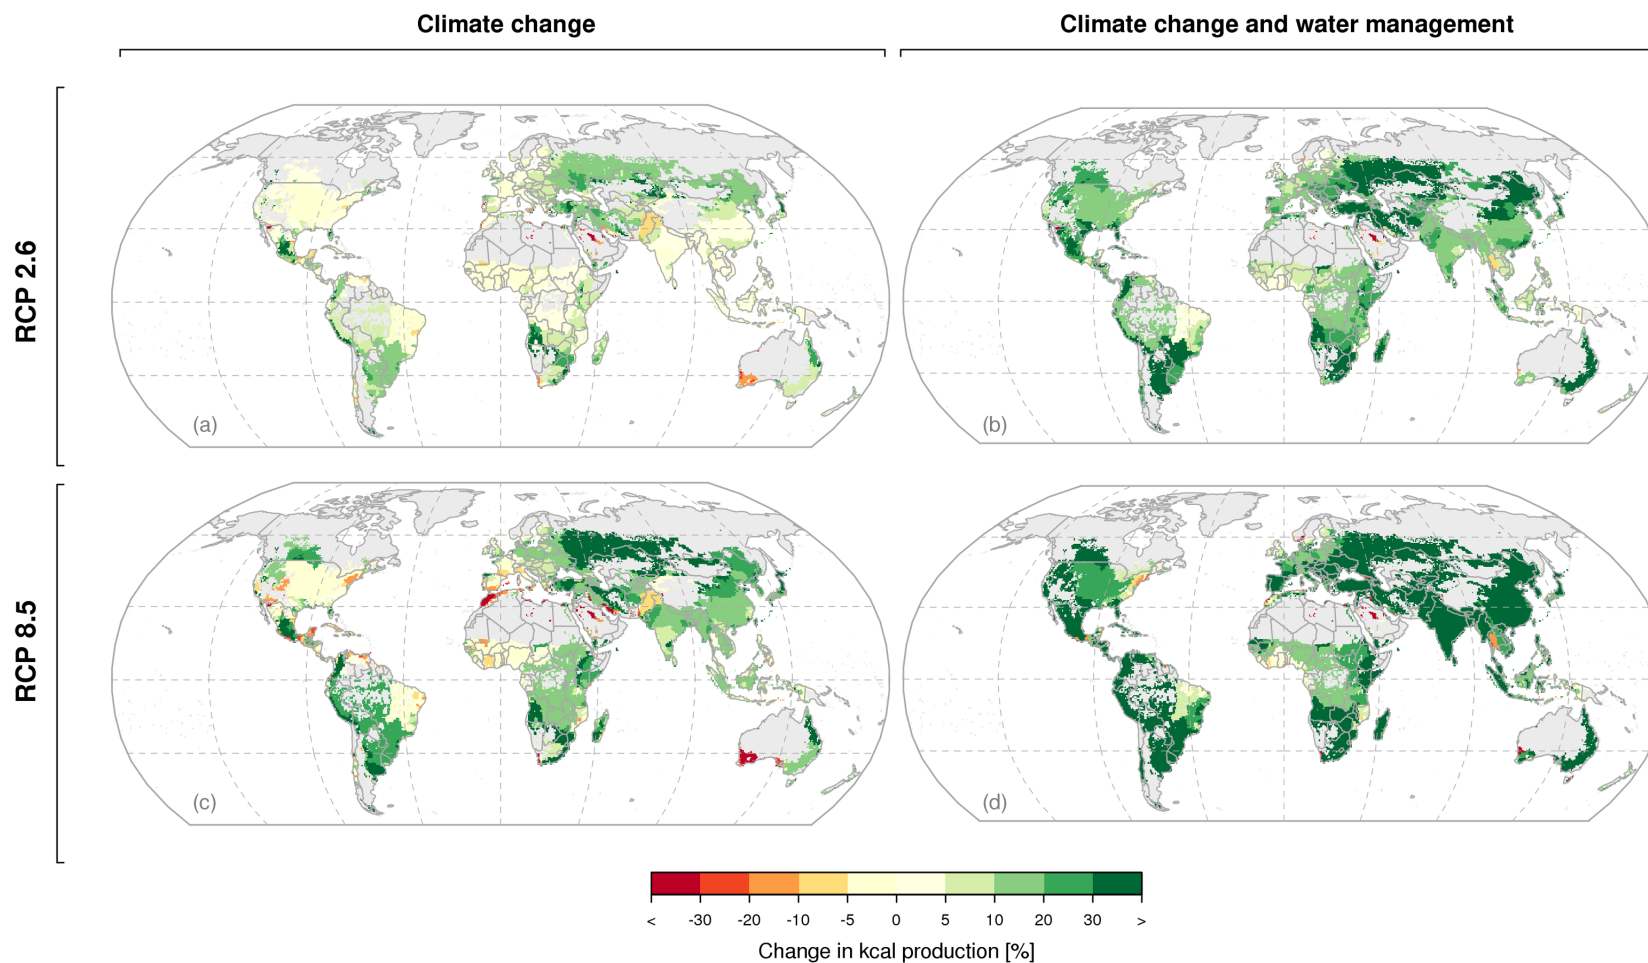 Climate change
Climate change and water management
RCP 2.6
(a)
(b)
RCP 8.5
(c)
(d)
< -30 -20 -10 -5 0 5 10 20 30 >
Change in kcal production [%]